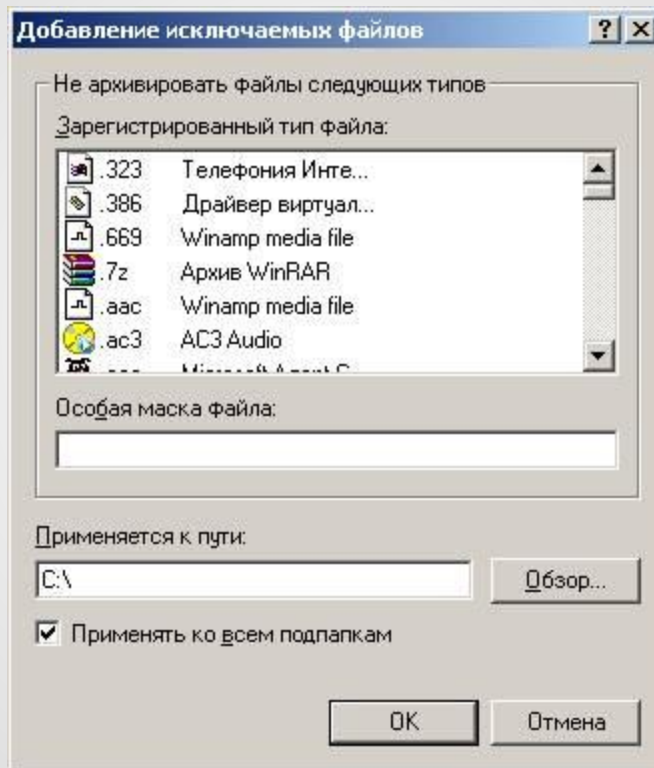 Добавление исключаемых файлов
Не архивировать файлы следующих типов
Зарегистрированный тип файла:
.323 Телефония Инте...
.386 Драйвер виртуал...
.669 Winamp media file
.7z Архив WinRAR
.aac Winamp media file
.ac3 AC3 Audio
Особая маска файла:
Применяется к пути:
C:\
Обзор...
Применять ко всем подпапкам
OK Отмена